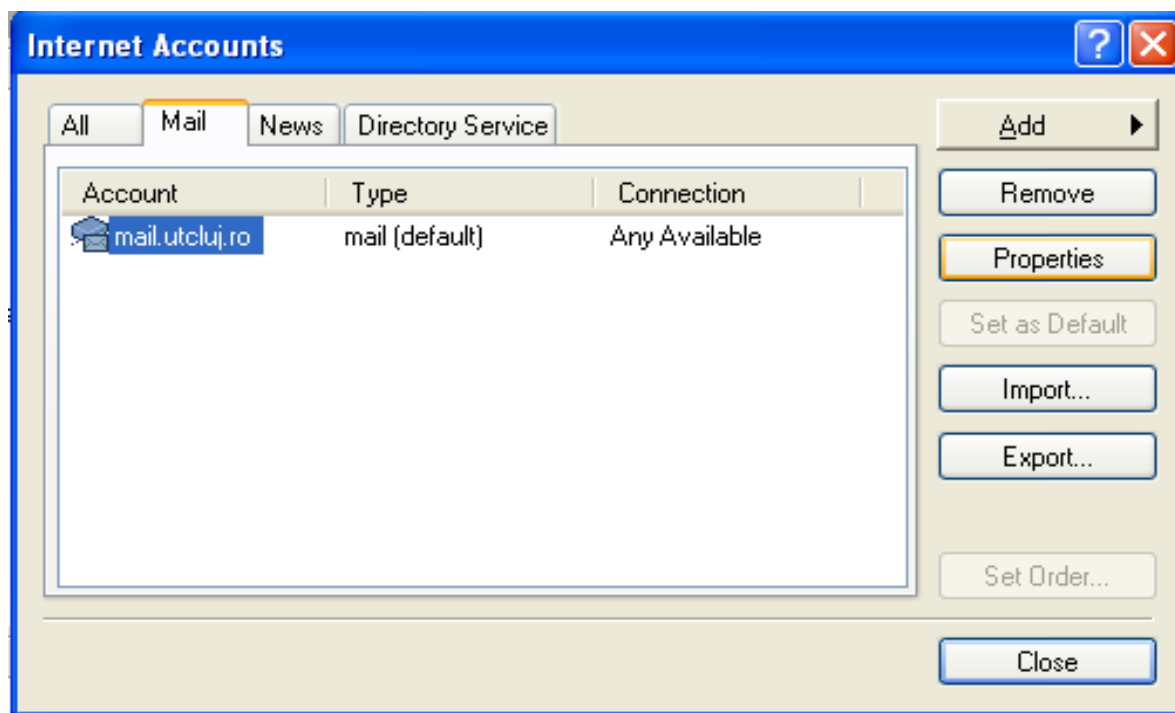 Internet Accounts
?
All Mail News Directory Service
Add
Account Type Connection
Remove
mail.utcluj.ro mail (default) Any Available
Properties
Set as Default
Import...
Export...
Set Order...
Close